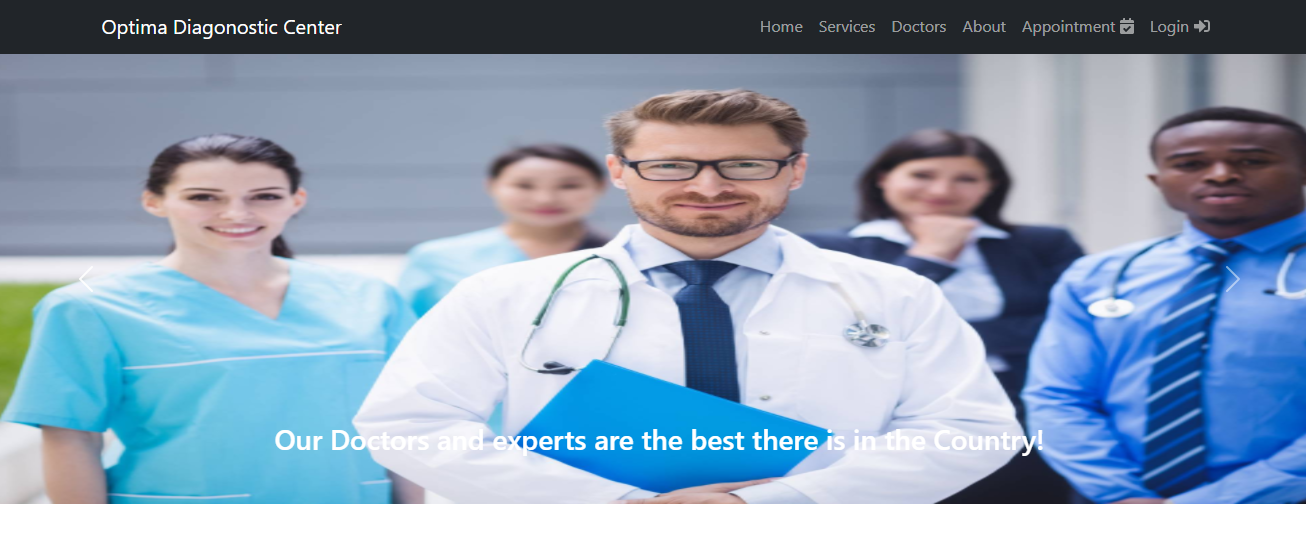 Optima Diagonostic Center
Home Services Doctors About Appointment Login
Our Doctors and experts are the best there is in the Country!